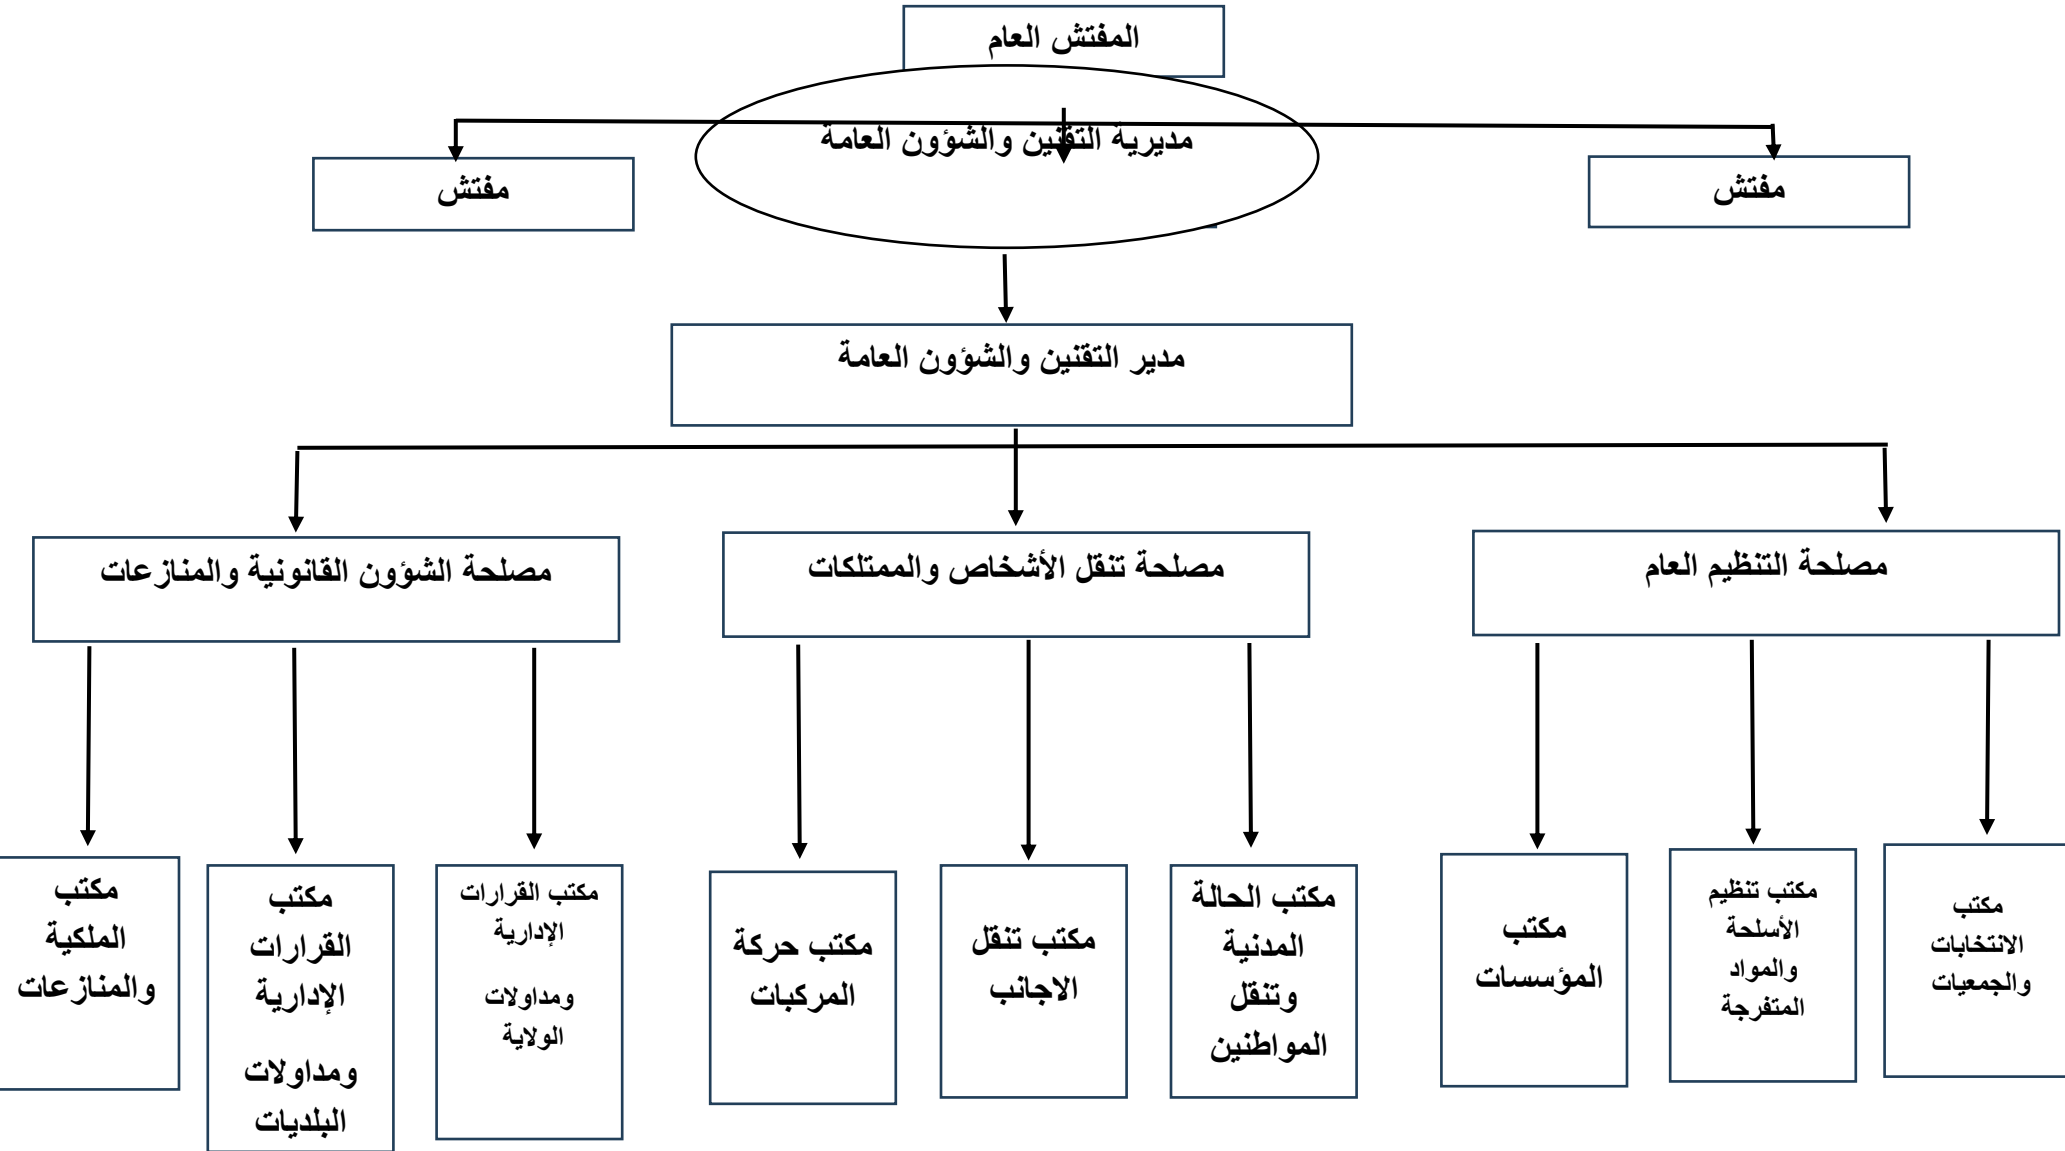 المفتش العام
مديرية التقنين والشؤون العامة
مفتش
مفتش
مدير التقنين والشؤون العامة
مصلحة التنظيم العام
مصلحة تنقل الأشخاص والممتلكات
مصلحة الشؤون القانونية والمنازعات
مكتب
الانتخابات
والجمعيات
مكتب تنظيم
الأسلحة
والمواد
المتفرجة
مكتب
المؤسسات
مكتب الحالة
المدنية
وتنقل
المواطنين
مكتب تنقل
الاجانب
مكتب حركة
المركبات
مكتب القرارات
الإدارية
ومداولات
الولاية
مكتب
القرارات
الإدارية
ومداولات
البلديات
مكتب
الملكية
والمنازعات